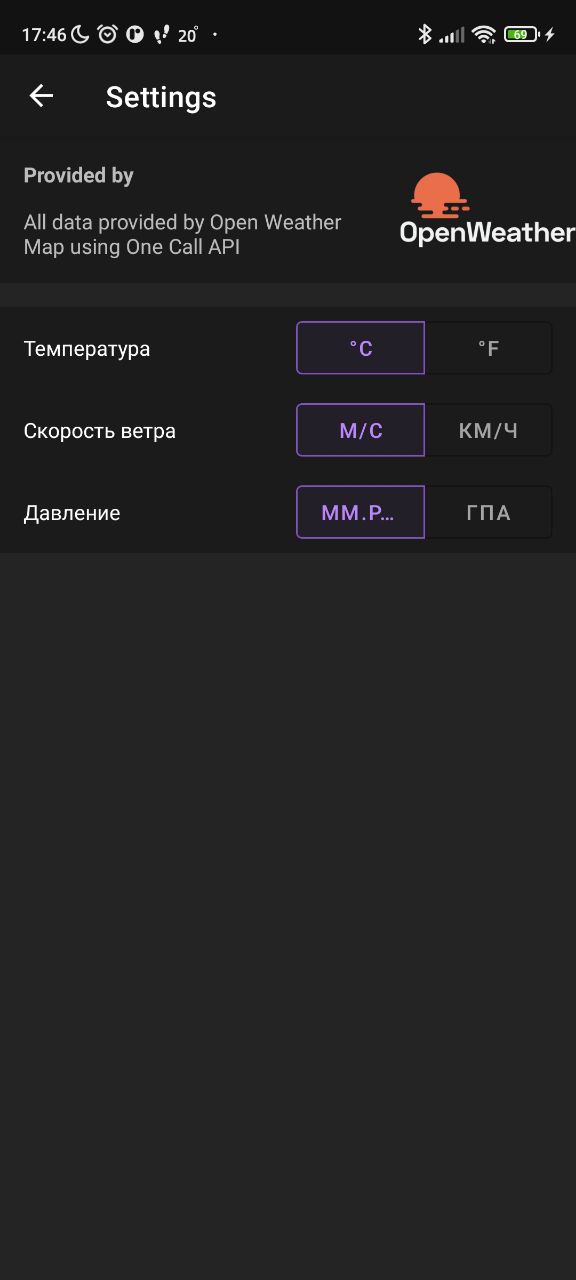 17:46 20°
69
Settings
Provided by
All data provided by Open Weather
Map using One Call API
OpenWeather
Температура
°C
°F
Скорость ветра
М/С
КМ/Ч
Давление
ММ.Р...
ГПА